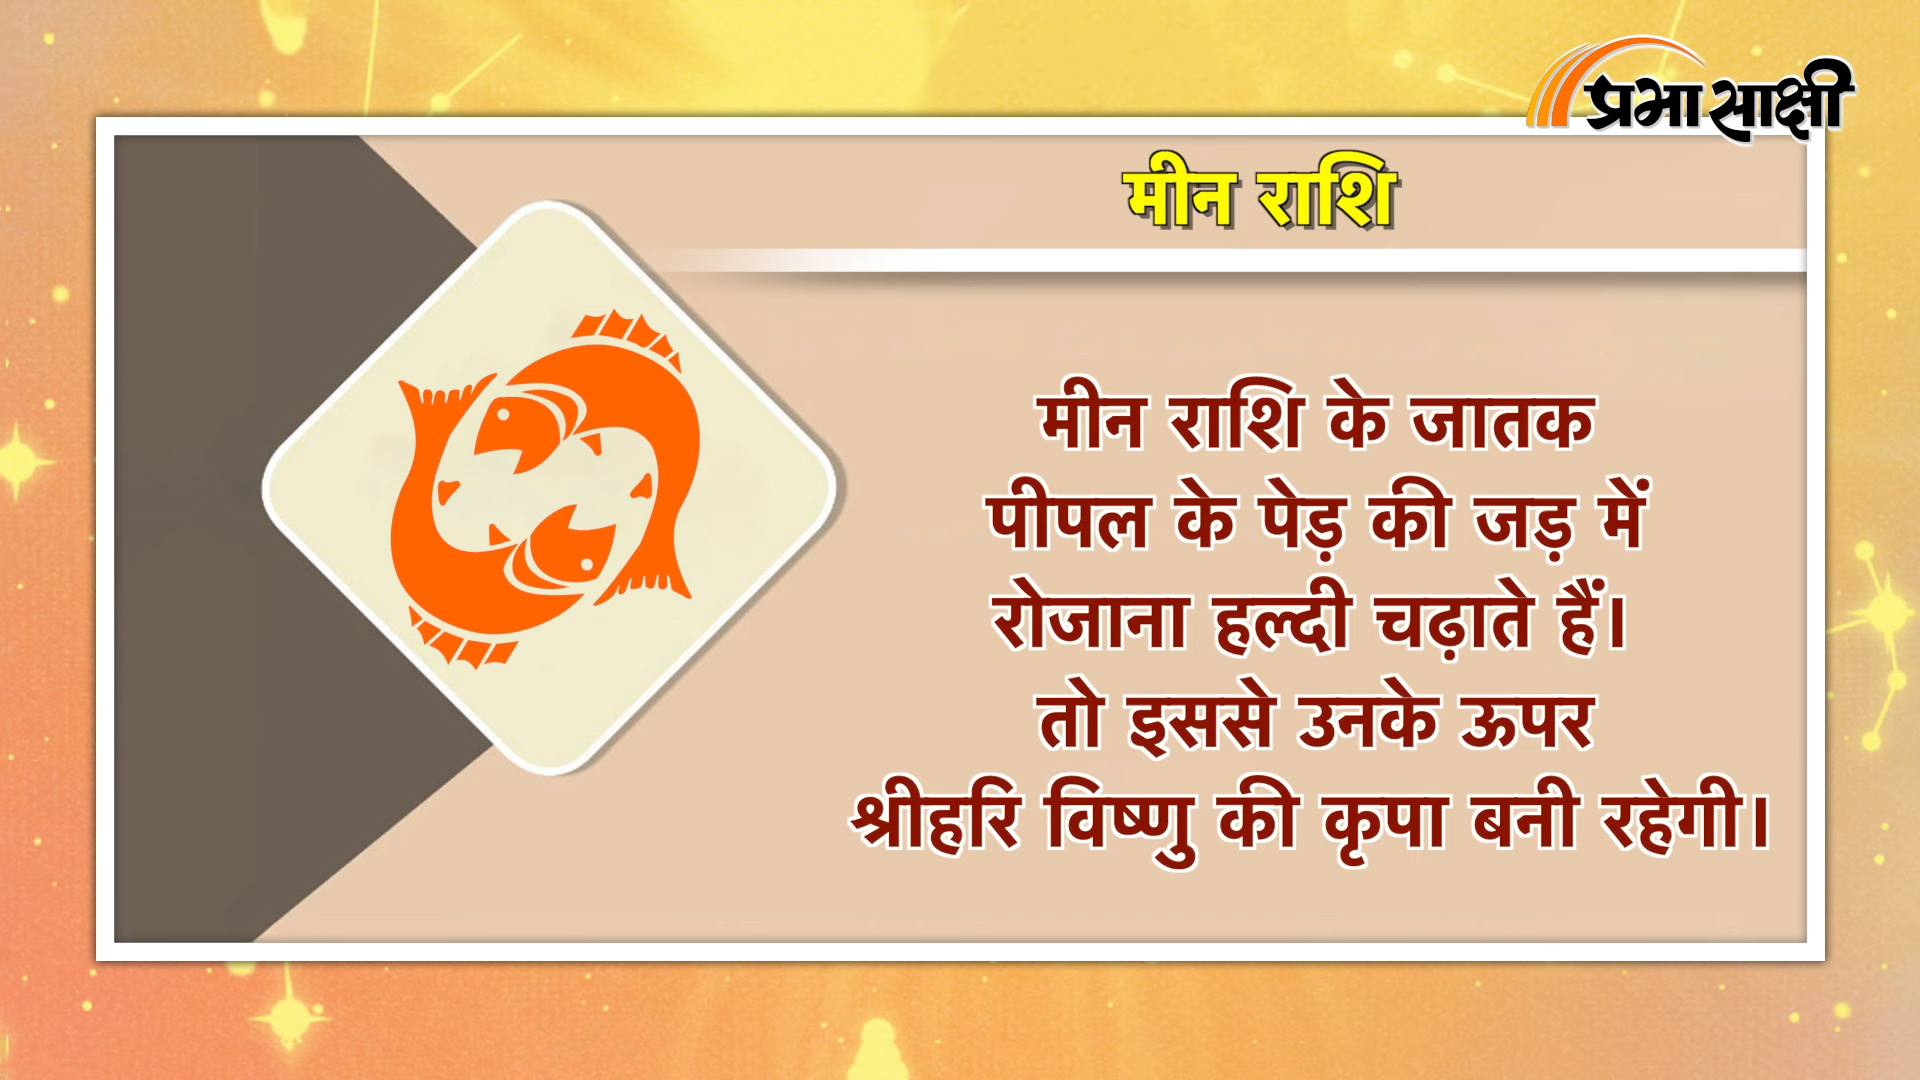 प्रभासाक्षी
मीन राशि
मीन राशि के जातक
पीपल के पेड़ की जड़ में
रोजाना हल्दी चढ़ाते हैं।
तो इससे उनके ऊपर
श्रीहरि विष्णु की कृपा बनी रहेगी।